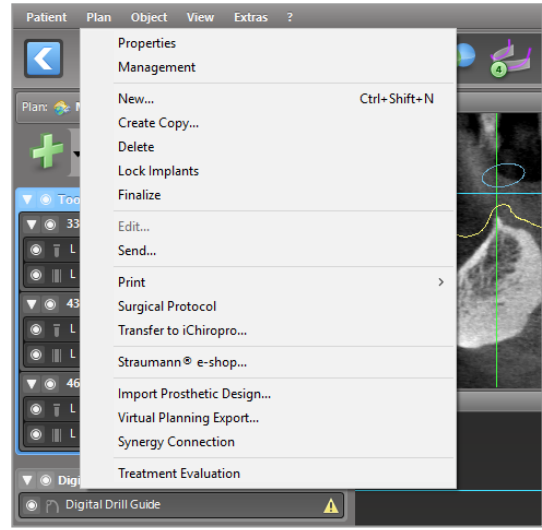 Patient Plan Object View Extras ?
Properties
Management
4
Plan:
New... Ctrl+Shift+N
Create Copy...
Delete
Lock Implants
Finalize
Too
33
Edit...
L
Send...
L
Print
43
Surgical Protocol
L
Transfer to iChiropro...
L
Straumann® e-shop...
46
Import Prosthetic Design...
L
Virtual Planning Export...
L
Synergy Connection
Treatment Evaluation
Digi
Digital Drill Guide